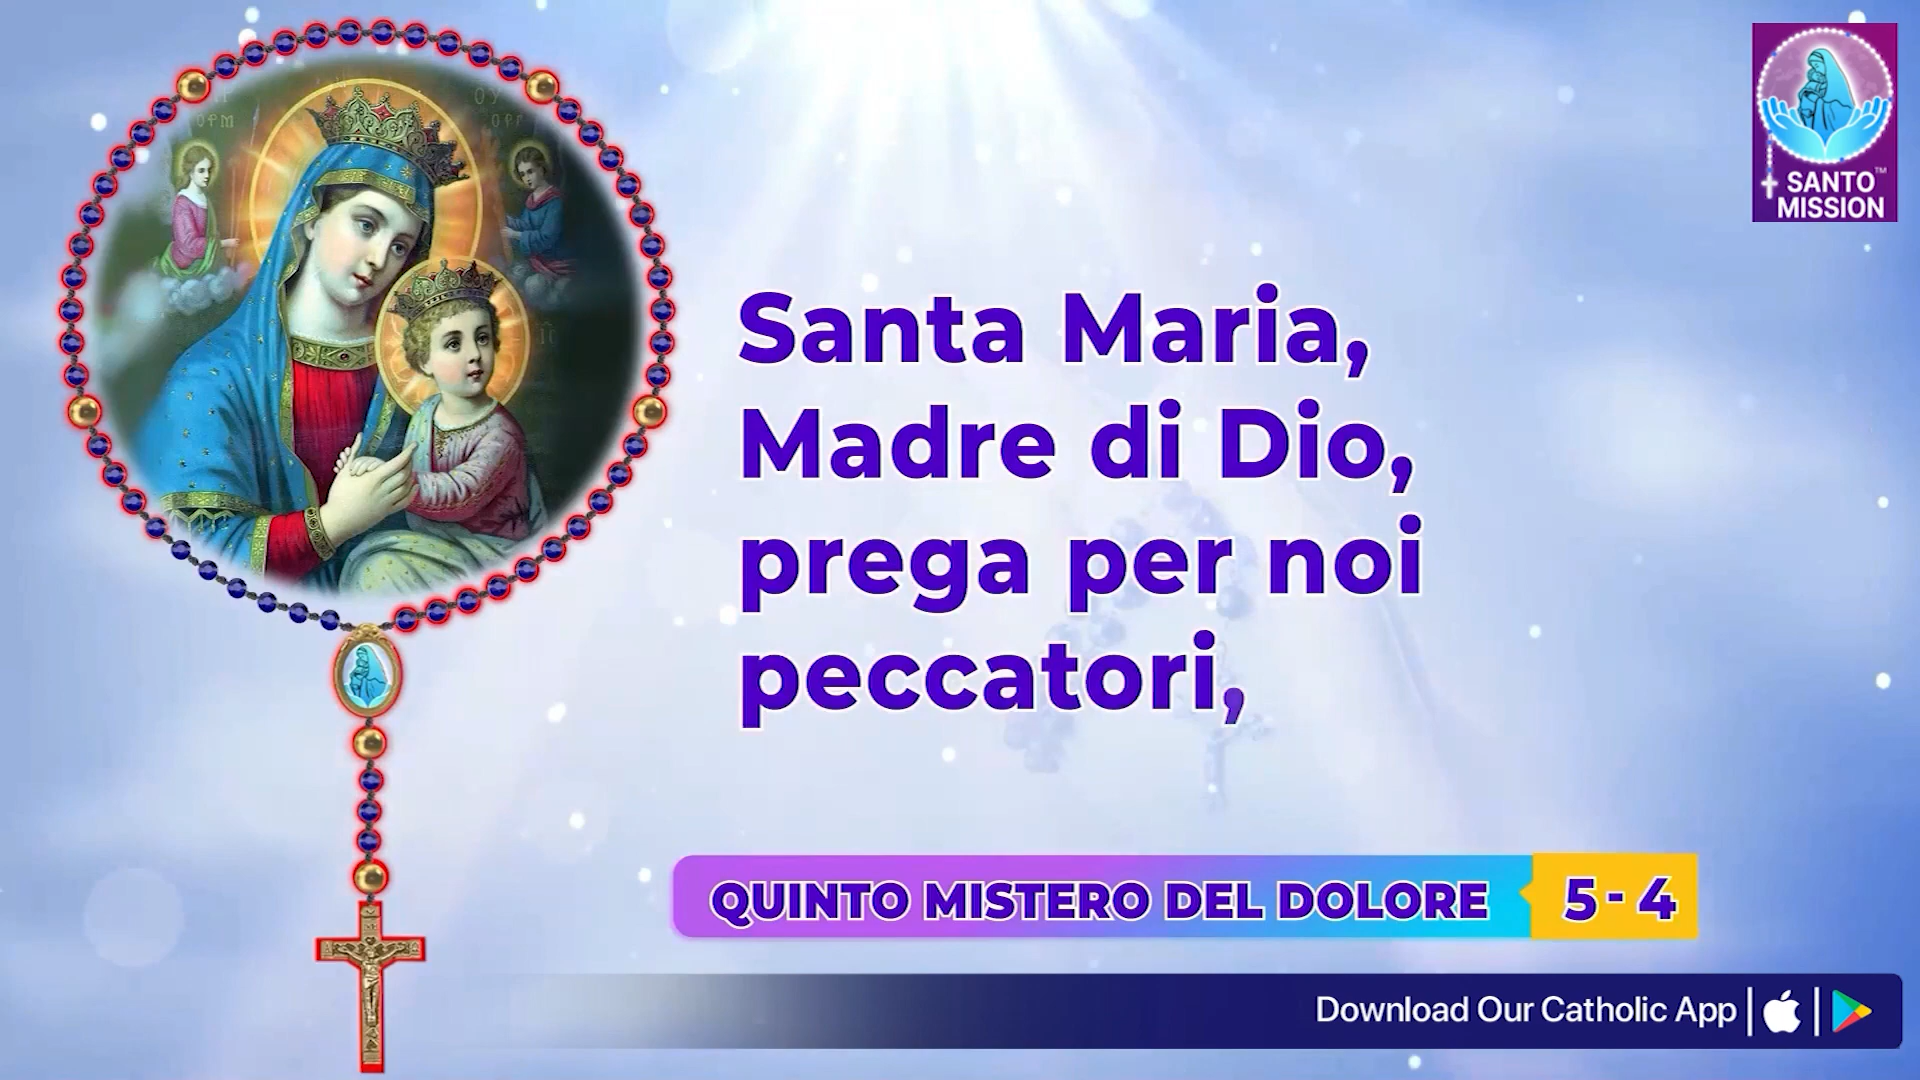 SANTO™
MISSION
Santa Maria,
Madre di Dio,
prega per noi
peccatori,
QUINTO MISTERO DEL DOLORE 5 - 4
Download Our Catholic App